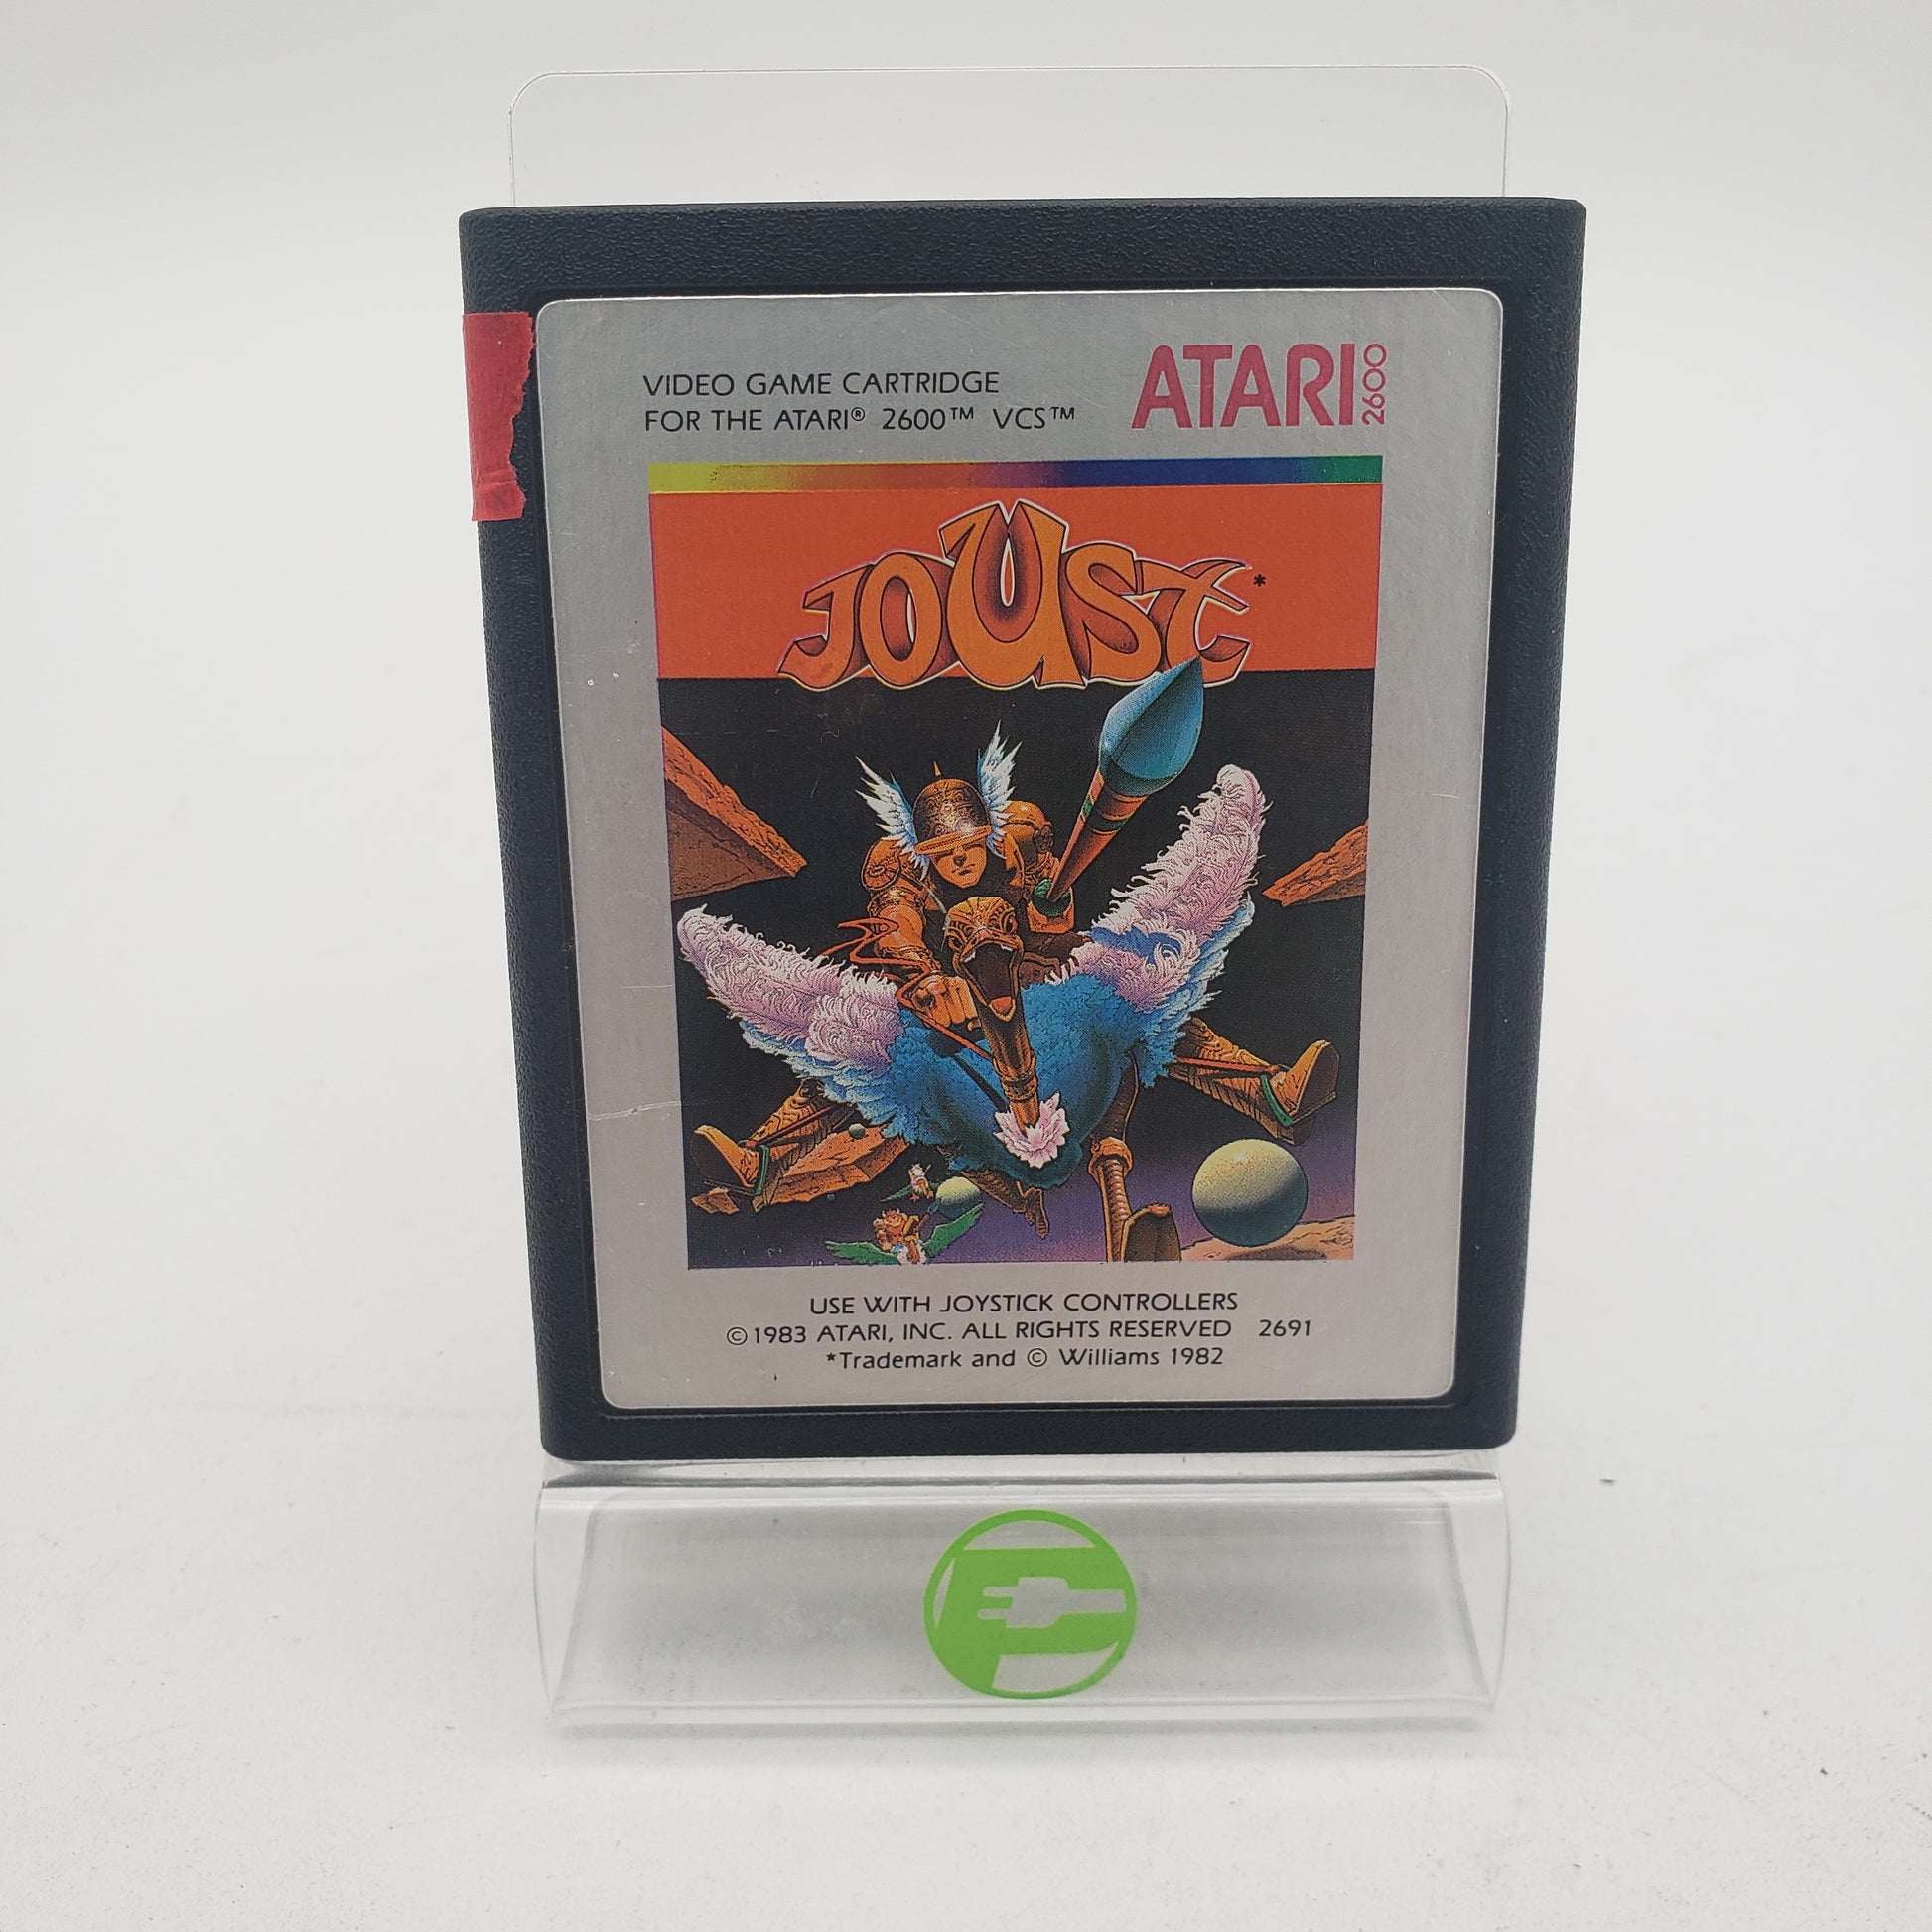 VIDEO GAME CARTRIDGE
FOR THE ATARI® 2600™ VCS™
ATARI 2600
JOUST*
USE WITH JOYSTICK CONTROLLERS
©1983 ATARI, INC. ALL RIGHTS RESERVED 2691
*Trademark and © Williams 1982